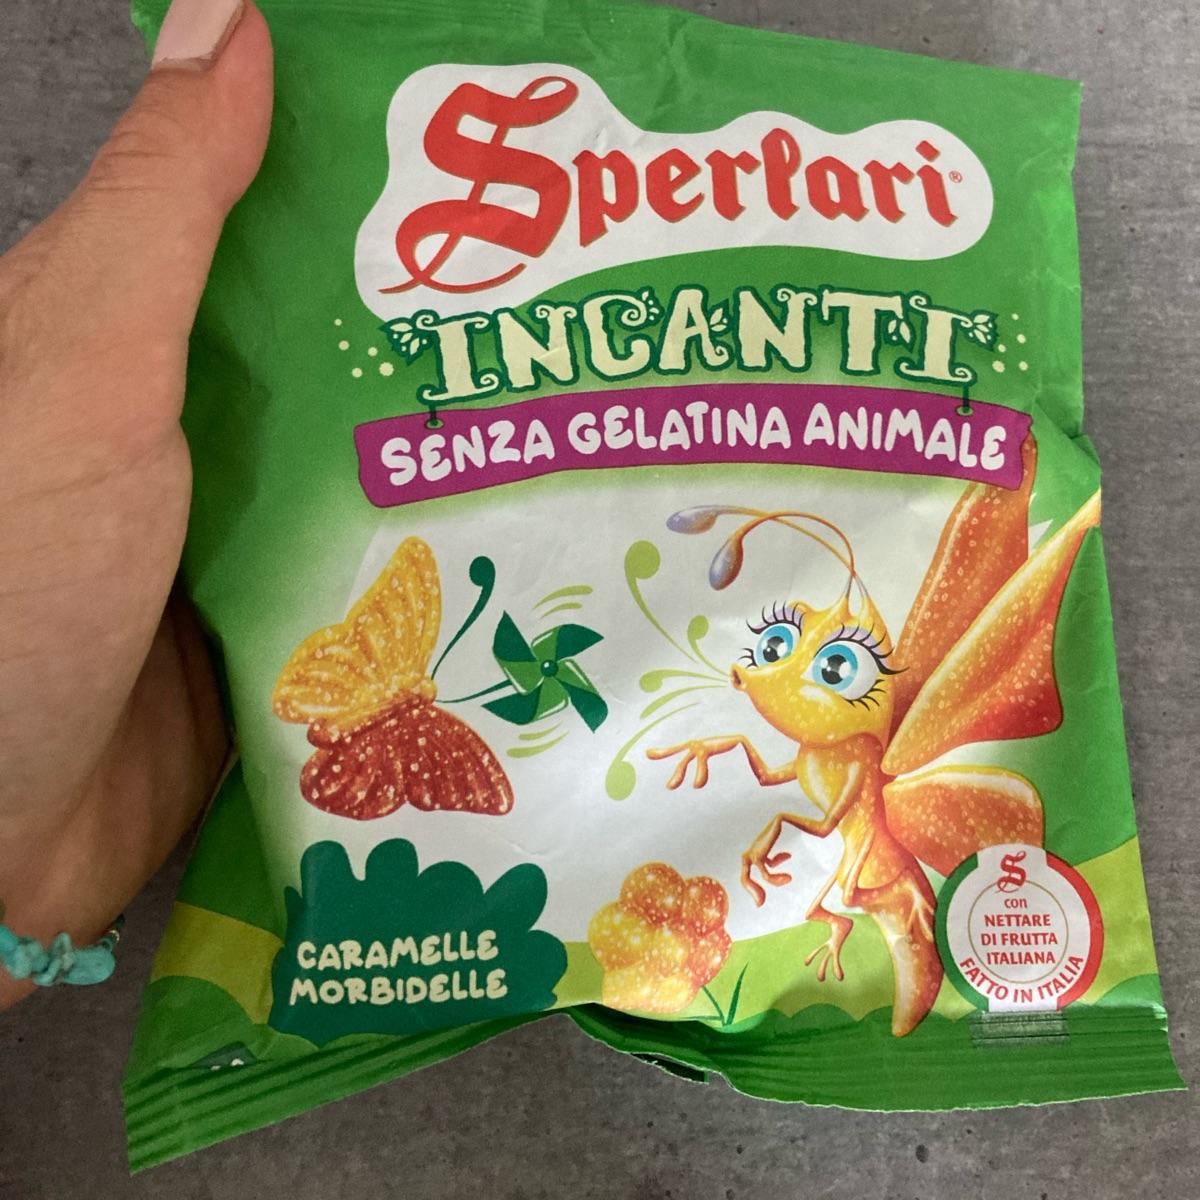 Sperlari®
INCANTI
SENZA GELATINA ANIMALE
CARAMELLE
MORBIDELLE
S
con
NETTARE
DI FRUTTA
ITALIANA
FATTO IN ITALIA